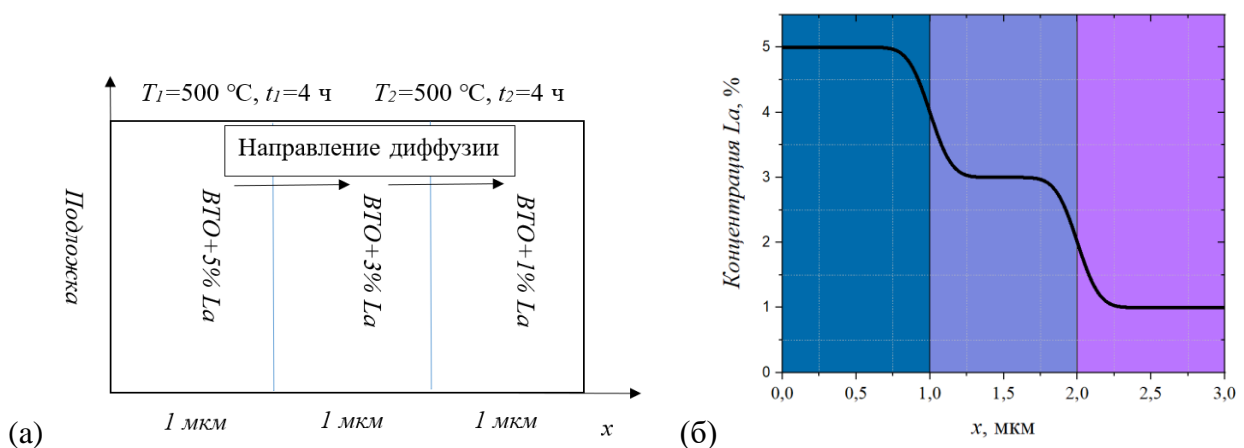 T1=500 °C, t1=4 ч
T2=500 °C, t2=4 ч
Направление диффузии
Подложка
BTO+5% La
BTO+3% La
BTO+1% La
1 мкм
1 мкм
1 мкм
x
(а)
Концентрация La, %
5
4
3
2
1
0
0,0
0,5
1,0
1,5
2,0
2,5
3,0
x, мкм
(б)